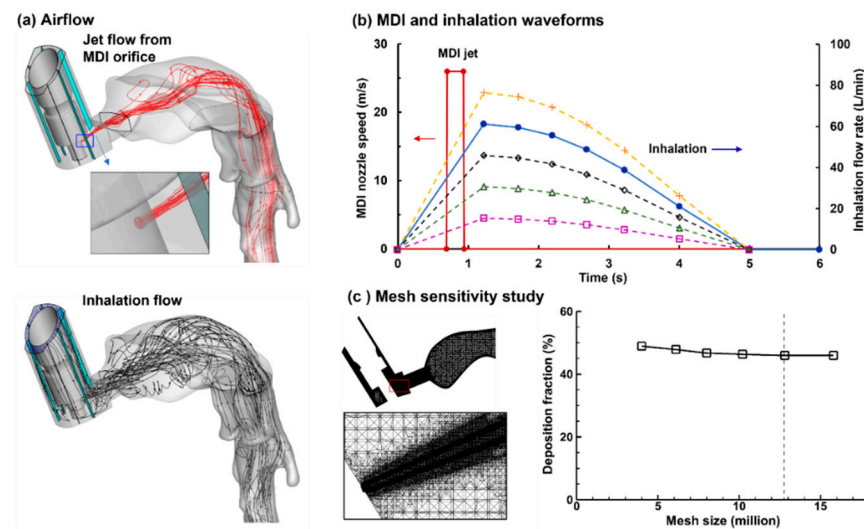 (a) Airflow
Jet flow from
MDI orifice
Inhalation flow
(b) MDI and inhalation waveforms
MDI nozzle speed (m/s)
30
20
10
0
MDI jet
Inhalation
Inhalation flow rate (L/min)
100
80
60
40
20
0
0
1
2
3
4
5
6
Time (s)
(c ) Mesh sensitivity study
Deposition fraction (%)
60
40
20
0
5
10
15
Mesh size (million)